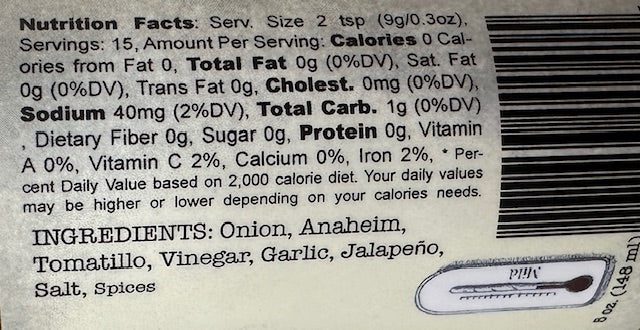 Nutrition Facts: Serv. Size 2 tsp (9g/0.3oz),
Servings: 15, Amount Per Serving: Calories 0 Cal-
ories from Fat 0, Total Fat 0g (0%DV), Sat. Fat
0g (0%DV), Trans Fat 0g, Cholest. 0mg (0%DV),
Sodium 40mg (2%DV), Total Carb. 1g (0%DV)
, Dietary Fiber 0g, Sugar 0g, Protein 0g, Vitamin
A 0%, Vitamin C 2%, Calcium 0%, Iron 2%, * Per-
cent Daily Value based on 2,000 calorie diet. Your daily values
may be higher or lower depending on your calories needs.
INGREDIENTS: Onion, Anaheim,
Tomatillo, Vinegar, Garlic, Jalapeño,
Salt, Spices
Mild
5 oz. (148 ml)